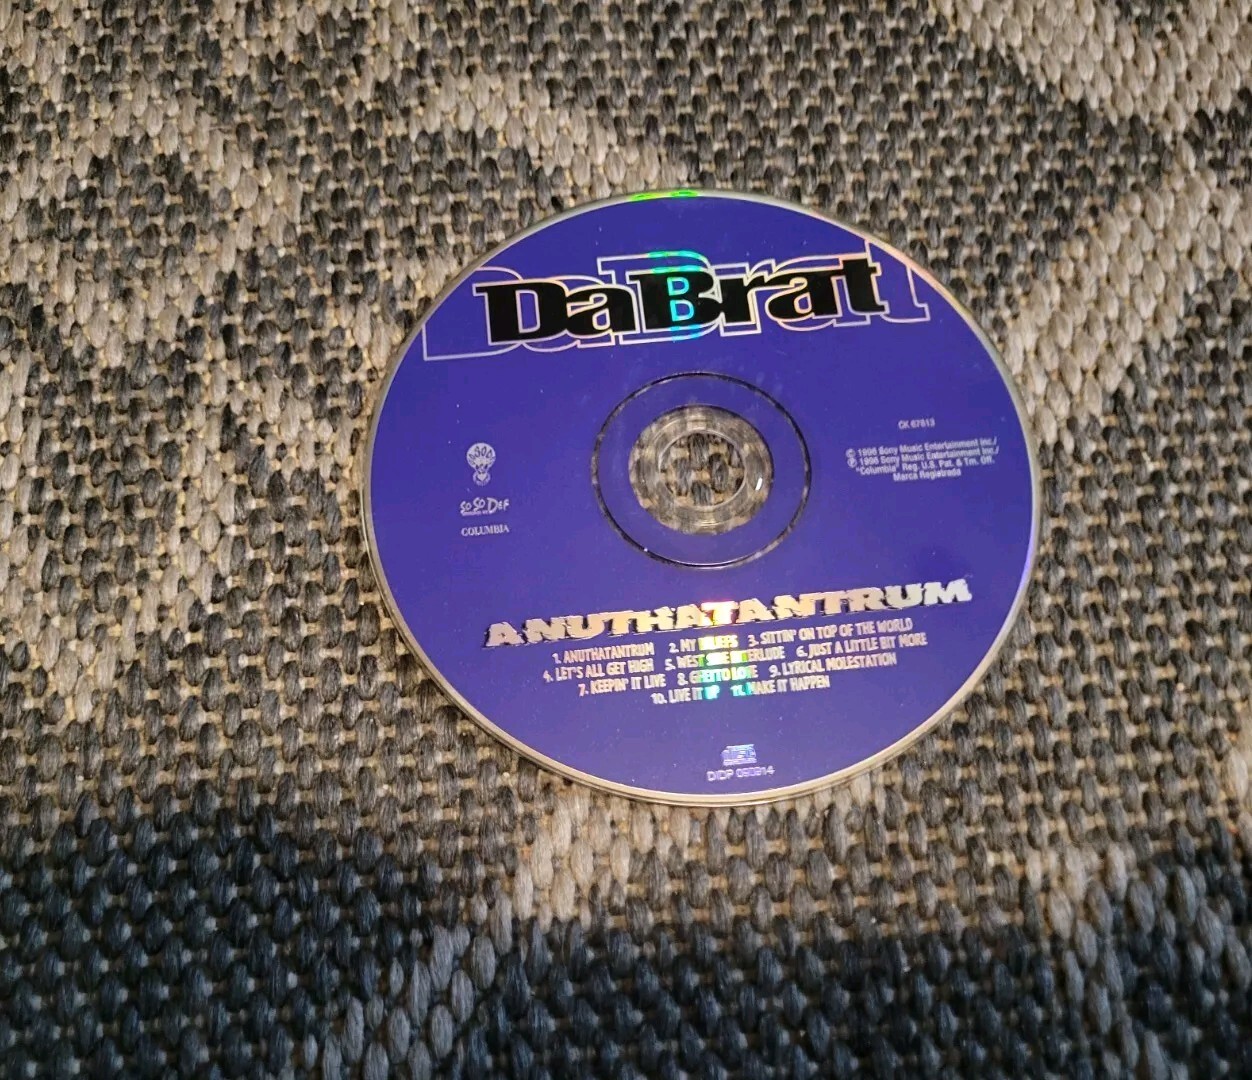 DaBrat
CK 67813
© 1996 Sony Music Entertainment Inc./
℗ 1996 Sony Music Entertainment Inc./
"Columbia" Reg. U.S. Pat. & Tm. Off.
Marca Registrada
SO SO DEF
COLUMBIA
ANUTHATANTRUM
1. ANUTHATANTRUM 2. MY BELIEFS 3. SITTIN' ON TOP OF THE WORLD
4. LET'S ALL GET HIGH 5. WEST SIDE INTERLUDE 6. JUST A LITTLE BIT MORE
7. KEEPIN' IT LIVE 8. GHETTO LOVE 9. LYRICAL MOLESTATION
10. LIVE IT UP 11. MAKE IT HAPPEN
DIDP